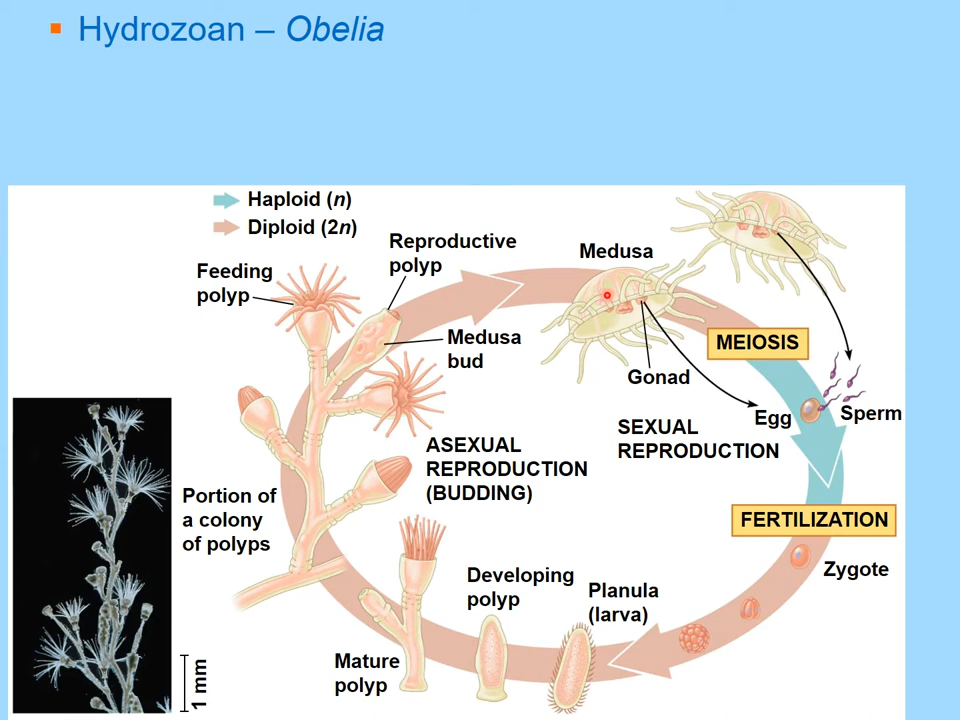 Hydrozoan – Obelia
Haploid (n)
Diploid (2n)
Feeding
polyp
Reproductive
polyp
Medusa
bud
Medusa
Gonad
MEIOSIS
Egg
Sperm
SEXUAL
REPRODUCTION
ASEXUAL
REPRODUCTION
(BUDDING)
Portion of
a colony
of polyps
FERTILIZATION
Zygote
Developing
polyp
Planula
(larva)
Mature
polyp
1 mm